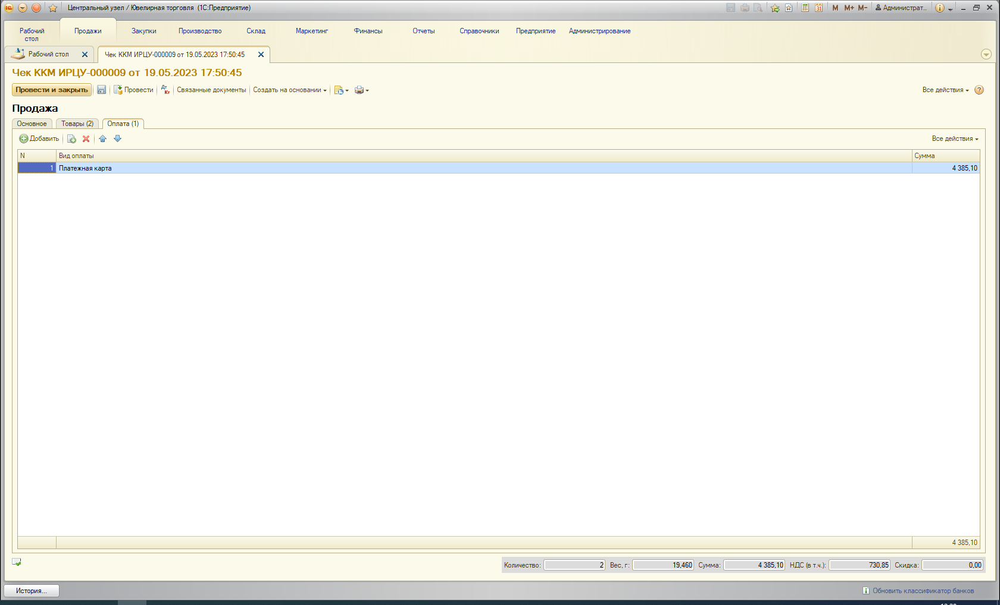 Центральный узел / Ювелирная торговля (1С:Предприятие)
M M+ M- Администрат...
Рабочий стол
Продажи
Закупки
Производство
Склад
Маркетинг
Финансы
Отчеты
Справочники
Предприятие
Администрирование
Рабочий стол
Чек ККМ ИРЦУ-000009 от 19.05.2023 17:50:45
Чек ККМ ИРЦУ-000009 от 19.05.2023 17:50:45
Провести и закрыть Провести Дт Кт Связанные документы Создать на основании Все действия ?
Продажа
Основное Товары (2) Оплата (1)
Добавить Все действия
N Вид оплаты Сумма
1 Платежная карта 4 385,10
4 385,10
Количество: 2 Вес, г: 19,460 Сумма: 4 385,10 НДС (в т.ч.): 730,85 Скидка: 0,00
История... Обновить классификатор банков